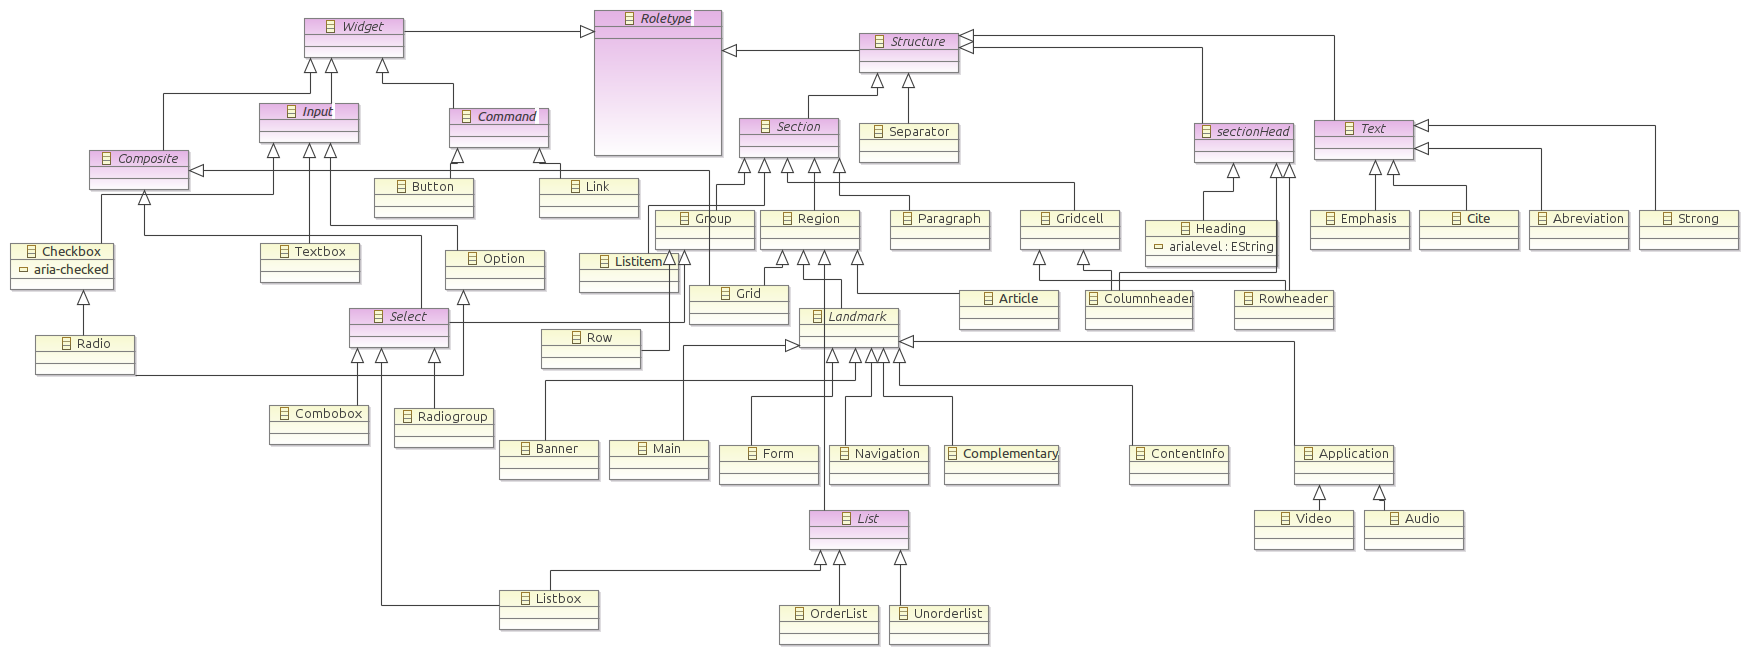 Roletype
Widget
Structure
Input
Command
Section
Separator
sectionHead
Text
Composite
Button
Link
Group
Region
Paragraph
Gridcell
Heading
arialevel : EString
Emphasis
Cite
Abreviation
Strong
Checkbox
aria-checked
Textbox
Option
Listitem
Grid
Article
Columnheader
Rowheader
Select
Landmark
Radio
Row
Combobox
Radiogroup
Banner
Main
Form
Navigation
Complementary
ContentInfo
Application
List
Video
Audio
Listbox
OrderList
Unorderlist